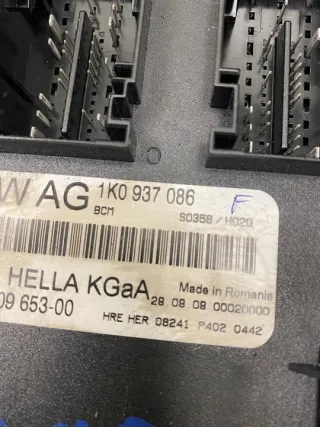 W AG 1K0 937 086 F
BCM S0358 / H020
HELLA KGaA Made in Romania
28 08 08 00020000
09 653-00 HRE HER 08241 P402 0442